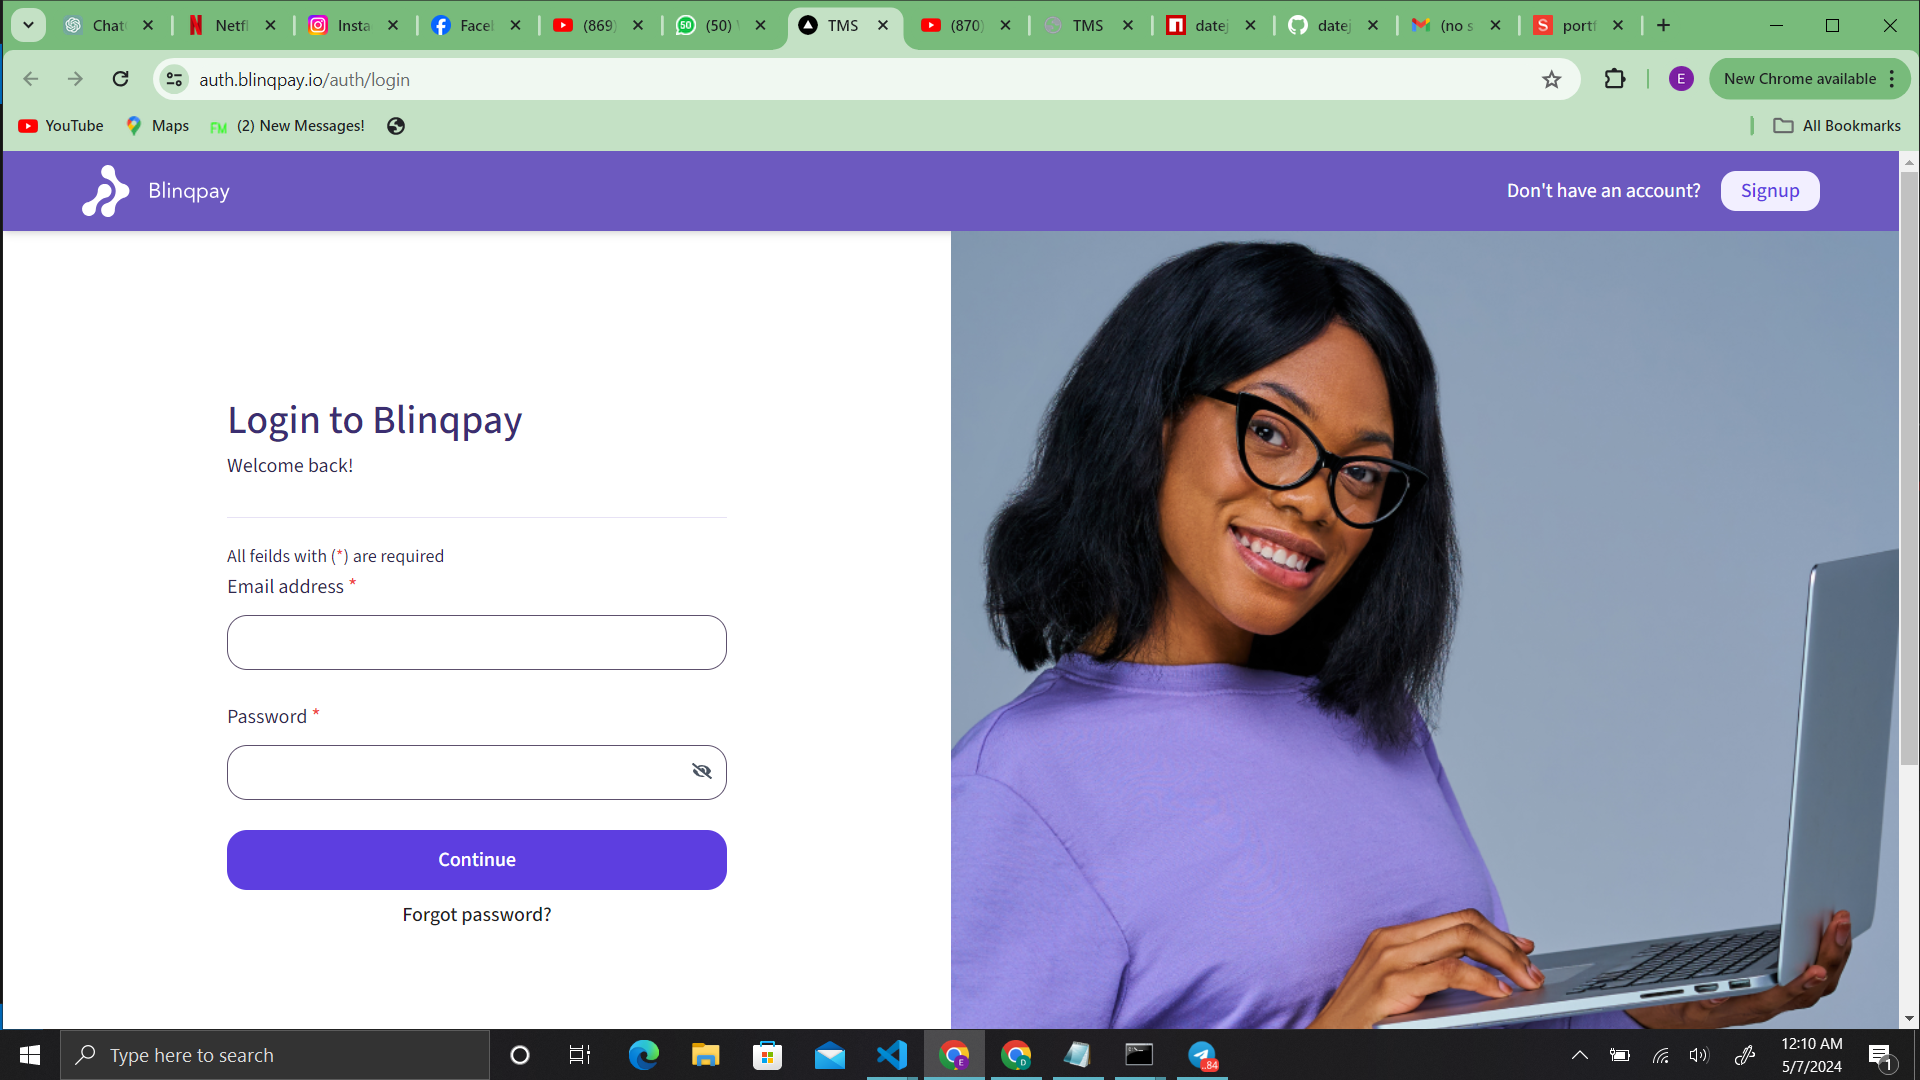 Chat
Netfl
Insta
Faceb
(869)
(50)
TMS
(870)
TMS
datej
datej
(no s
portf
auth.blinqpay.io/auth/login
E
New Chrome available
YouTube
Maps
FM
(2) New Messages!
All Bookmarks
Blinqpay
Don't have an account?
Signup
Login to Blinqpay
Welcome back!
All feilds with (*) are required
Email address *
Password *
Continue
Forgot password?
Type here to search
.84
12:10 AM
5/7/2024
1